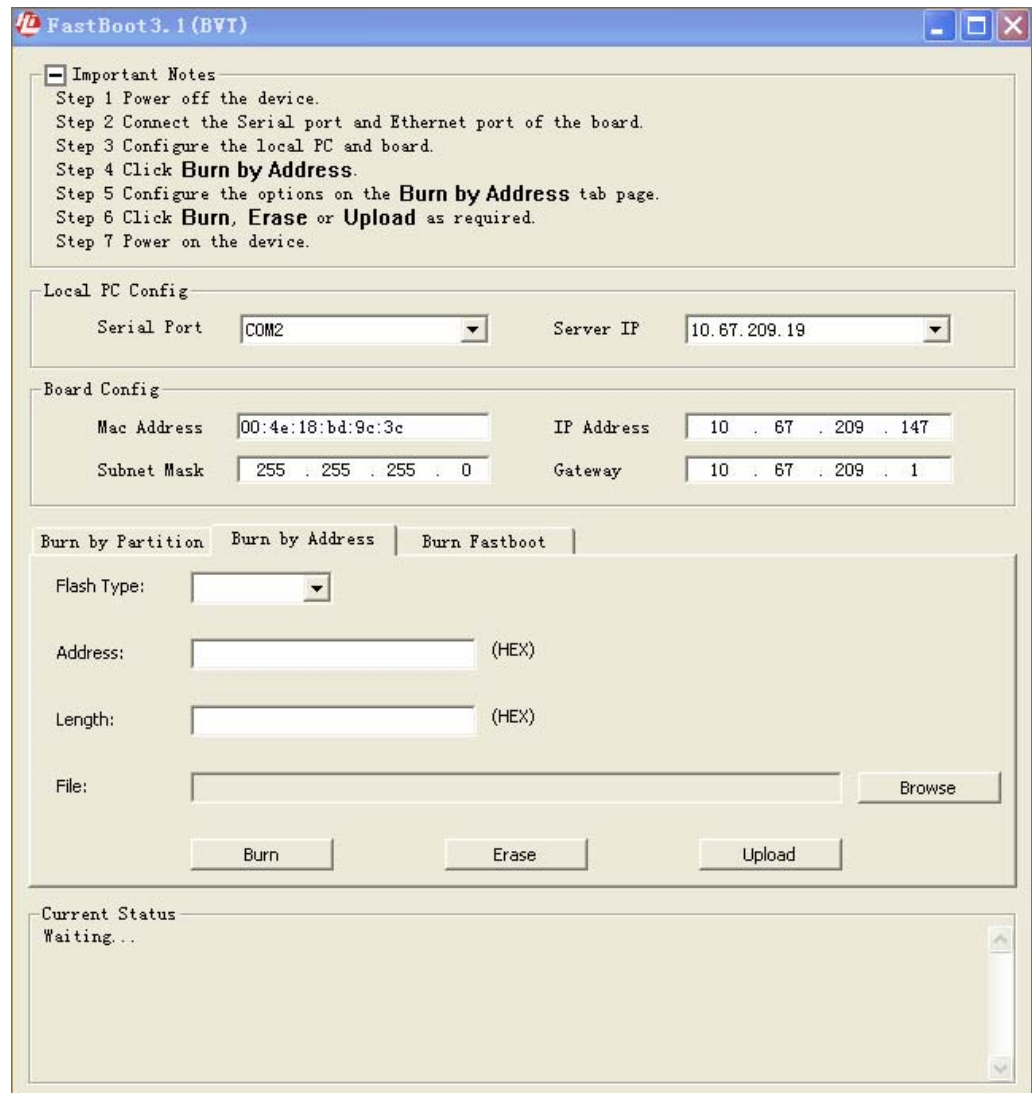 FastBoot3.1(BVT)
Important Notes
Step 1 Power off the device.
Step 2 Connect the Serial port and Ethernet port of the board.
Step 3 Configure the local PC and board.
Step 4 Click Burn by Address.
Step 5 Configure the options on the Burn by Address tab page.
Step 6 Click Burn, Erase or Upload as required.
Step 7 Power on the device.
Local PC Config
Serial Port COM2 Server IP 10.67.209.19
Board Config
Mac Address 00:4e:18:bd:9c:3c IP Address 10 . 67 . 209 . 147
Subnet Mask 255 . 255 . 255 . 0 Gateway 10 . 67 . 209 . 1
Burn by Partition Burn by Address Burn Fastboot
Flash Type:
Address: (HEX)
Length: (HEX)
File: Browse
Burn Erase Upload
Current Status
Waiting...